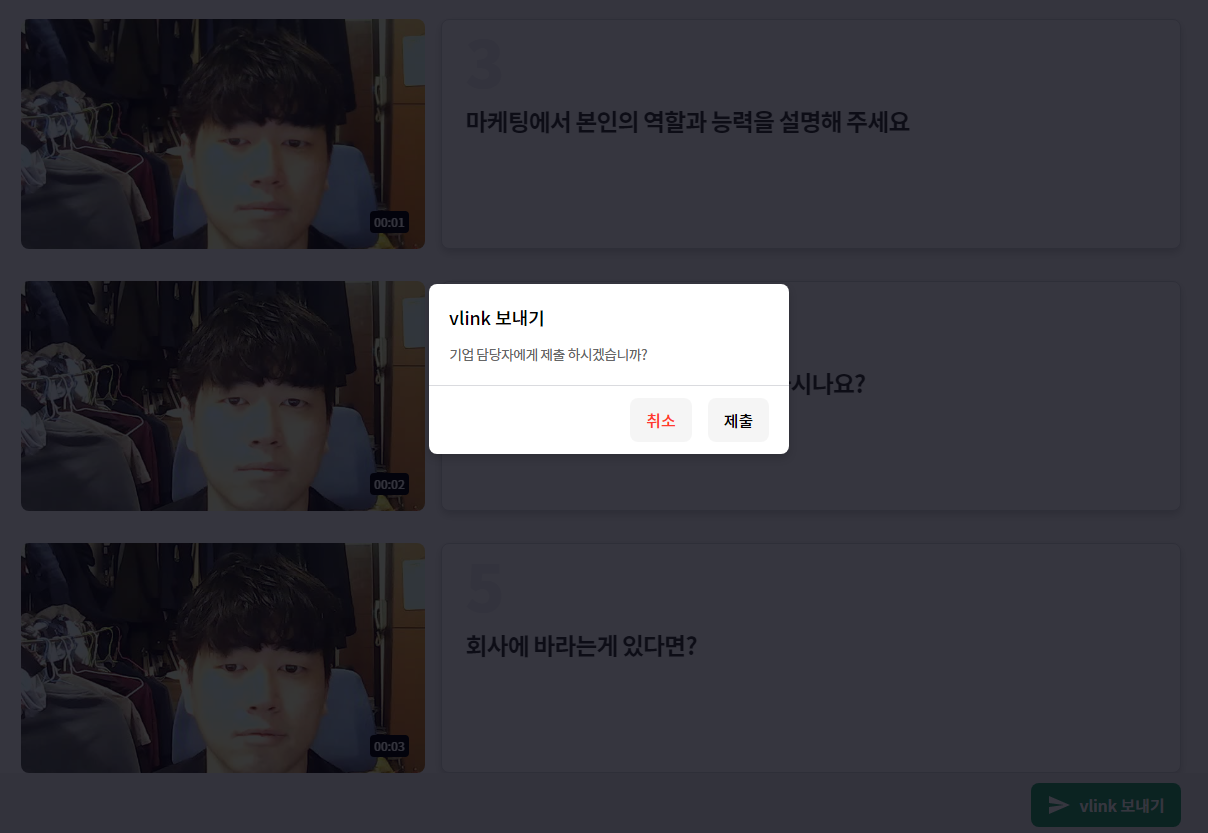 3
마케팅에서 본인의 역할과 능력을 설명해 주세요
00:01
vlink 보내기
기업 담당자에게 제출 하시겠습니까?
시나요?
취소 제출
00:02
5
회사에 바라는게 있다면?
00:03
vlink 보내기